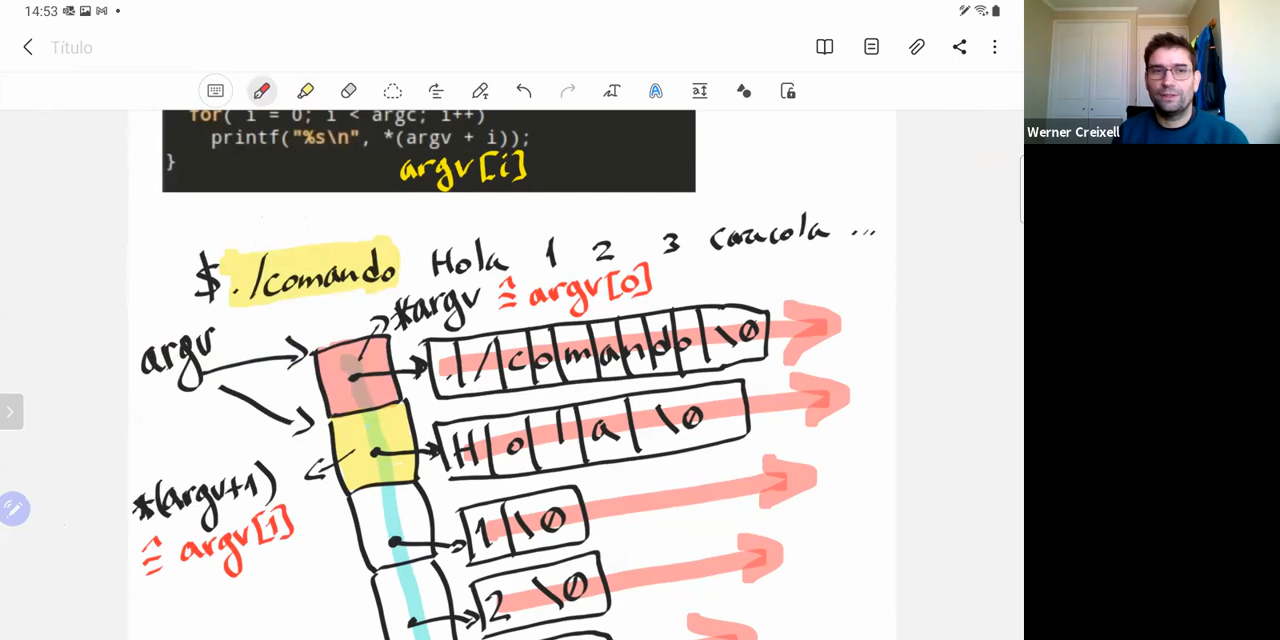 14:53
Título
for( i = 0; i < argc; i++)
printf("%s\n", *(argv + i));
}
argv[i]
$ ./comando Hola 1 2 3 caracola ...
*argv ≙ argv[0]
argv
./comando\0
Hola\0
*(argv+1)
≙ argv[1]
1\0
2\0
Werner Creixell